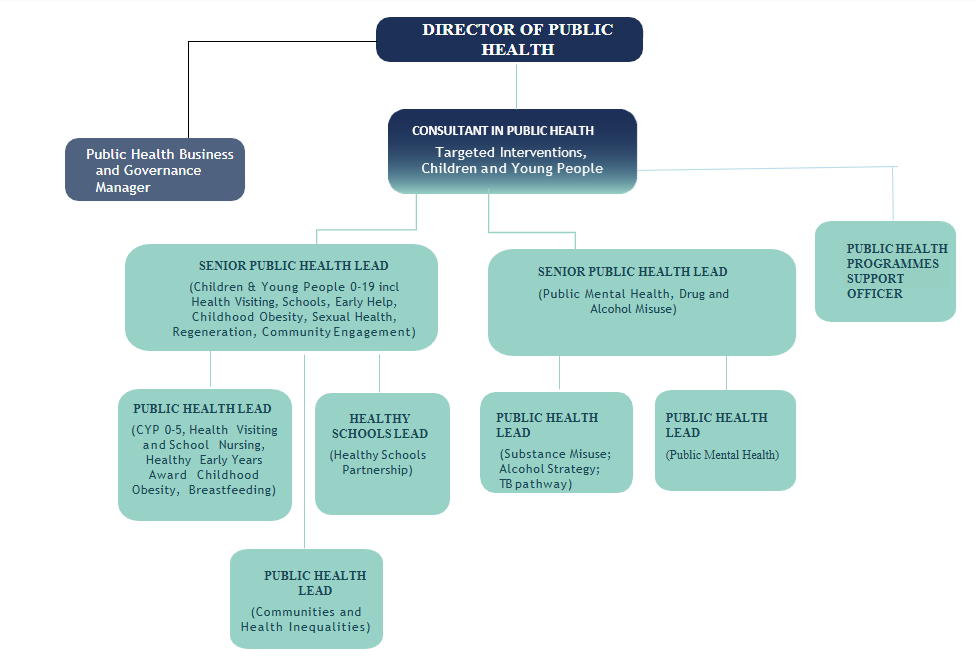 DIRECTOR OF PUBLIC
HEALTH
CONSULTANT IN PUBLIC HEALTH
Targeted Interventions,
Children and Young People
Public Health Business
and Governance
Manager
SENIOR PUBLIC HEALTH LEAD
(Children & Young People 0-19 incl
Health Visiting, Schools, Early Help,
Childhood Obesity, Sexual Health,
Regeneration, Community Engagement)
SENIOR PUBLIC HEALTH LEAD
(Public Mental Health, Drug and
Alcohol Misuse)
PUBLIC HEALTH
PROGRAMMES
SUPPORT
OFFICER
PUBLIC HEALTH LEAD
(CYP 0-5, Health Visiting
and School Nursing,
Healthy Early Years
Award Childhood
Obesity, Breastfeeding)
HEALTHY
SCHOOLS LEAD
(Healthy Schools
Partnership)
PUBLIC HEALTH
LEAD
(Substance Misuse;
Alcohol Strategy;
TB pathway)
PUBLIC HEALTH
LEAD
(Public Mental Health)
PUBLIC HEALTH
LEAD
(Communities and
Health Inequalities)